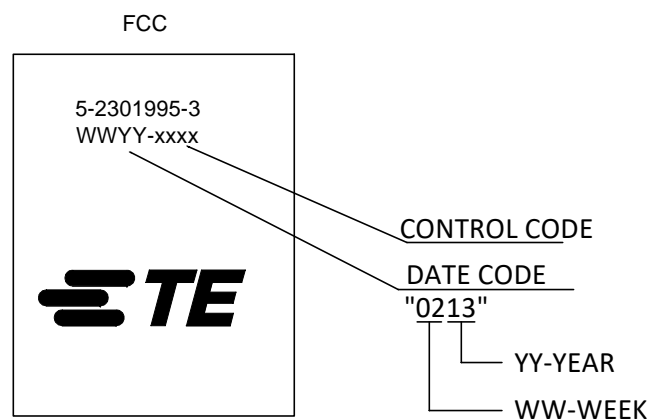 FCC
5-2301995-3
WWYY-xxxx
CONTROL CODE
DATE CODE
"0213"
YY-YEAR
WW-WEEK
TE